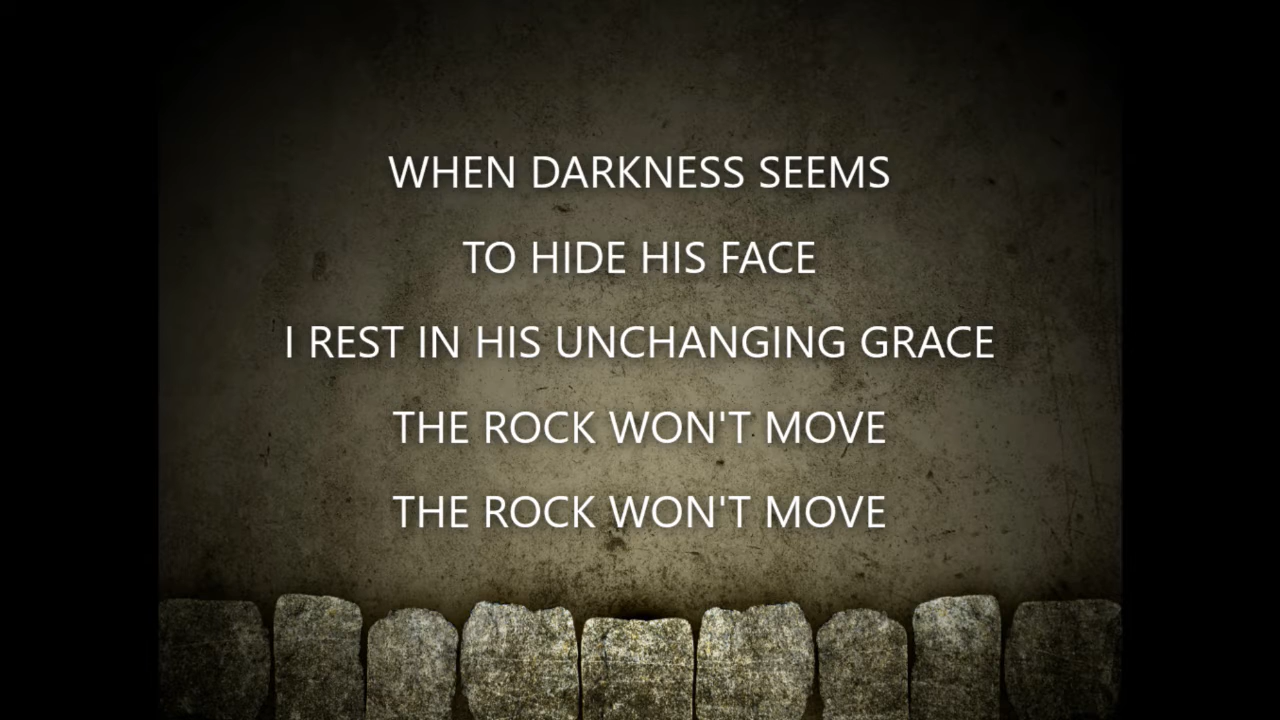 WHEN DARKNESS SEEMS
TO HIDE HIS FACE
I REST IN HIS UNCHANGING GRACE
THE ROCK WON'T MOVE
THE ROCK WON'T MOVE